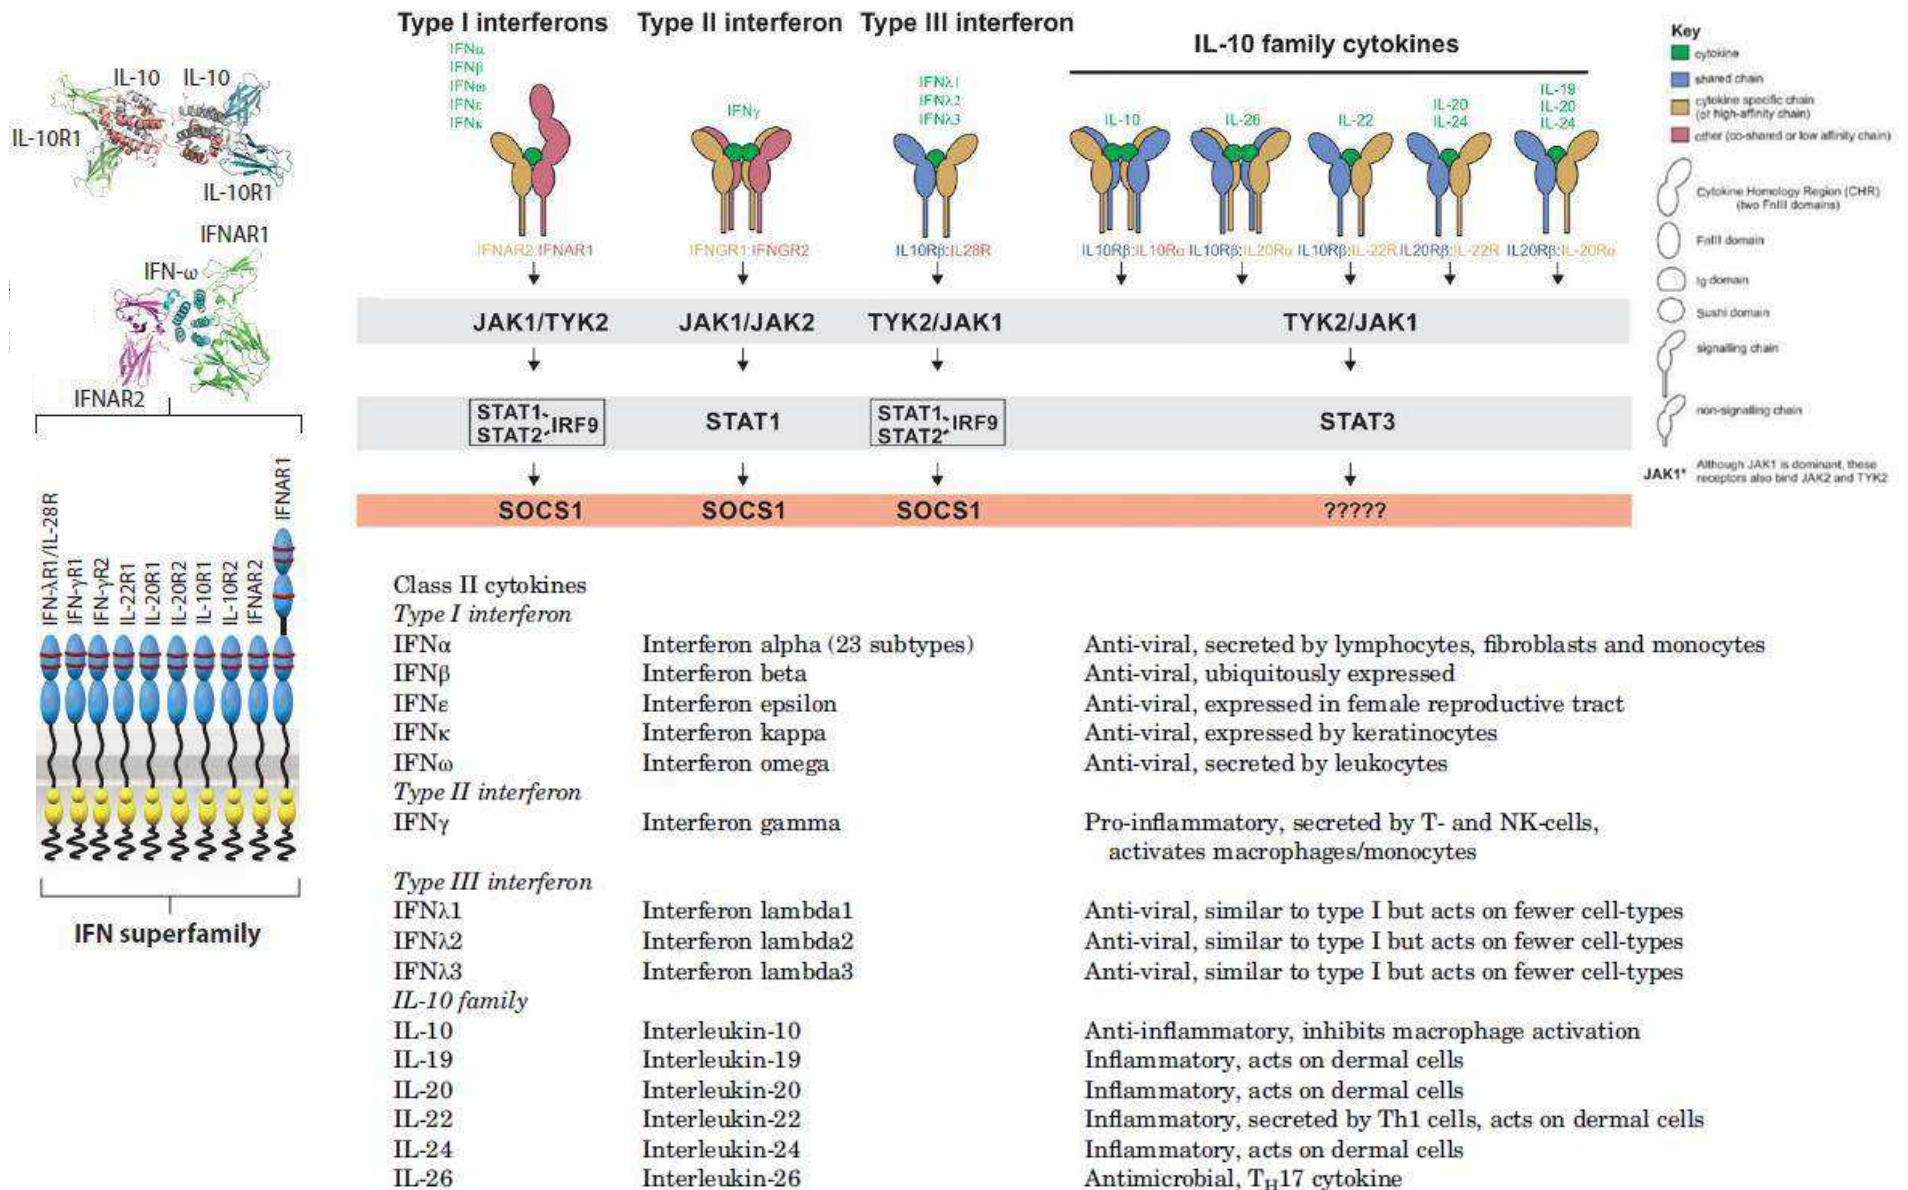 IL-10 IL-10
IL-10R1
IL-10R1
IFNAR1
IFN-ω
IFNAR2
IFN-λR1/IL-28R
IFN-γR1
IFN-γR2
IL-22R1
IL-20R1
IL-20R2
IL-10R1
IL-10R2
IFNAR2
IFNAR1
IFN superfamily
Type I interferons Type II interferon Type III interferon
IL-10 family cytokines
IFNα
IFNβ
IFNω
IFNε
IFNκ
IFNγ
IFNλ1
IFNλ2
IFNλ3
IL-10
IL-26
IL-22
IL-20
IL-24
IL-19
IL-20
IL-24
IFNAR2:IFNAR1 IFNGR1:IFNGR2 IL10Rβ:IL28R IL10Rβ:IL10Rα IL10Rβ:IL20Rα IL10Rβ:IL-22R IL20Rβ:IL-22R IL20Rβ:IL-20Rα
JAK1/TYK2 JAK1/JAK2 TYK2/JAK1 TYK2/JAK1
STAT1 STAT2 IRF9
STAT1
STAT1 STAT2 IRF9
STAT3
SOCS1 SOCS1 SOCS1 ?????
Key
cytokine
shared chain
cytokine specific chain
(of high-affinity chain)
other (co-shared or low affinity chain)
Cytokine Homology Region (CHR)
(two FnIII domains)
FnIII domain
Ig domain
Sushi domain
signalling chain
non-signalling chain
JAK1* Although JAK1 is dominant, these
receptors also bind JAK2 and TYK2
Class II cytokines
Type I interferon
IFNα Interferon alpha (23 subtypes) Anti-viral, secreted by lymphocytes, fibroblasts and monocytes
IFNβ Interferon beta Anti-viral, ubiquitously expressed
IFNε Interferon epsilon Anti-viral, expressed in female reproductive tract
IFNκ Interferon kappa Anti-viral, expressed by keratinocytes
IFNω Interferon omega Anti-viral, secreted by leukocytes
Type II interferon
IFNγ Interferon gamma Pro-inflammatory, secreted by T- and NK-cells,
activates macrophages/monocytes
Type III interferon
IFNλ1 Interferon lambda1 Anti-viral, similar to type I but acts on fewer cell-types
IFNλ2 Interferon lambda2 Anti-viral, similar to type I but acts on fewer cell-types
IFNλ3 Interferon lambda3 Anti-viral, similar to type I but acts on fewer cell-types
IL-10 family
IL-10 Interleukin-10 Anti-inflammatory, inhibits macrophage activation
IL-19 Interleukin-19 Inflammatory, acts on dermal cells
IL-20 Interleukin-20 Inflammatory, acts on dermal cells
IL-22 Interleukin-22 Inflammatory, secreted by Th1 cells, acts on dermal cells
IL-24 Interleukin-24 Inflammatory, acts on dermal cells
IL-26 Interleukin-26 Antimicrobial, TH17 cytokine